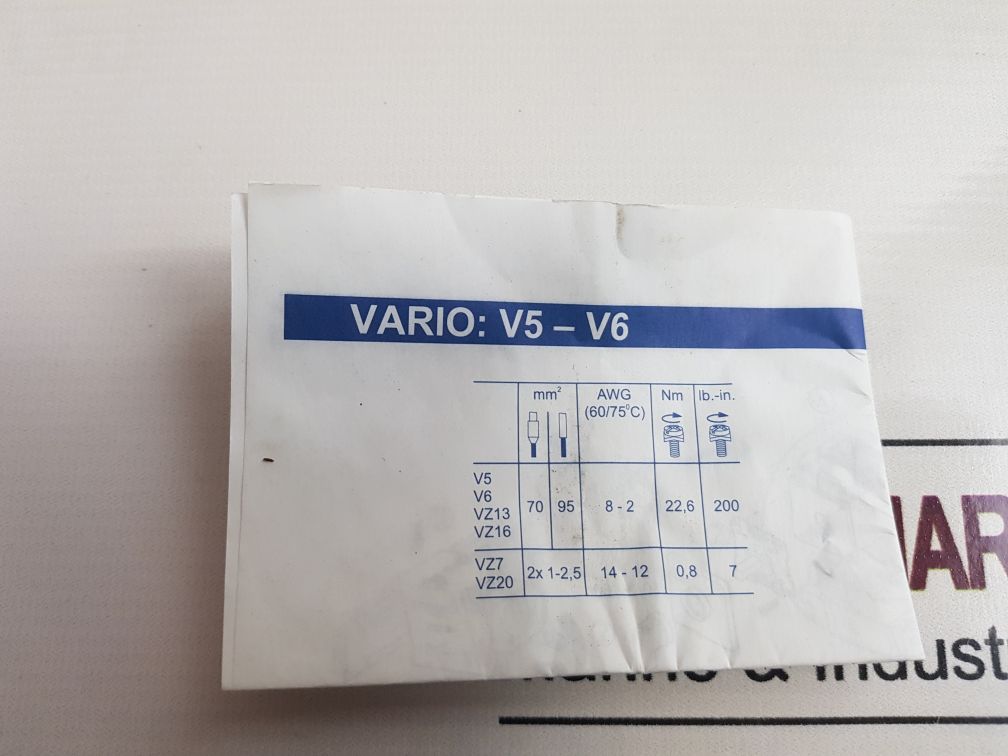 VARIO: V5 – V6
mm² AWG Nm lb.-in.
(60/75°C)
V5
V6
VZ13
VZ16
70 95 8 - 2 22,6 200
VZ7
VZ20
2x 1-2,5 14 - 12 0,8 7